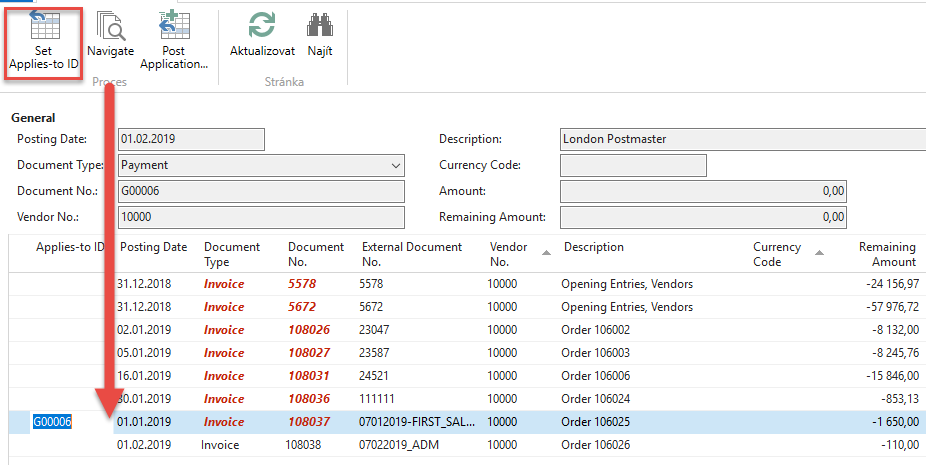 Set
Applies-to ID
Navigate
Post
Application...
Aktualizovat
Najít
Proces
Stránka
General
Posting Date: 01.02.2019 Description: London Postmaster
Document Type: Payment Currency Code:
Document No.: G00006 Amount: 0,00
Vendor No.: 10000 Remaining Amount: 0,00
Applies-to ID Posting Date Document Type Document No. External Document No. Vendor No. Description Currency Code Remaining Amount
31.12.2018 Invoice 5578 5578 10000 Opening Entries, Vendors -24 156,97
31.12.2018 Invoice 5672 5672 10000 Opening Entries, Vendors -57 976,72
02.01.2019 Invoice 108026 23047 10000 Order 106002 -8 132,00
05.01.2019 Invoice 108027 23587 10000 Order 106003 -8 245,76
16.01.2019 Invoice 108031 24521 10000 Order 106006 -15 846,00
30.01.2019 Invoice 108036 111111 10000 Order 106024 -853,13
G00006 01.01.2019 Invoice 108037 07012019-FIRST_SAL... 10000 Order 106025 -1 650,00
01.02.2019 Invoice 108038 07022019_ADM 10000 Order 106026 -110,00